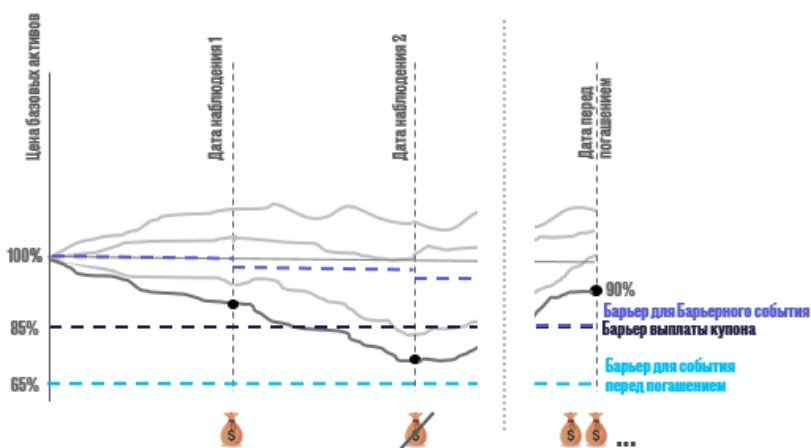 Цена базовых активов
Дата наблюдения 1
Дата наблюдения 2
Дата перед
погашением
100%
90%
Барьер для Барьерного события
85%
Барьер выплаты купона
65%
Барьер для события
перед погашением
$
$
$
$
...